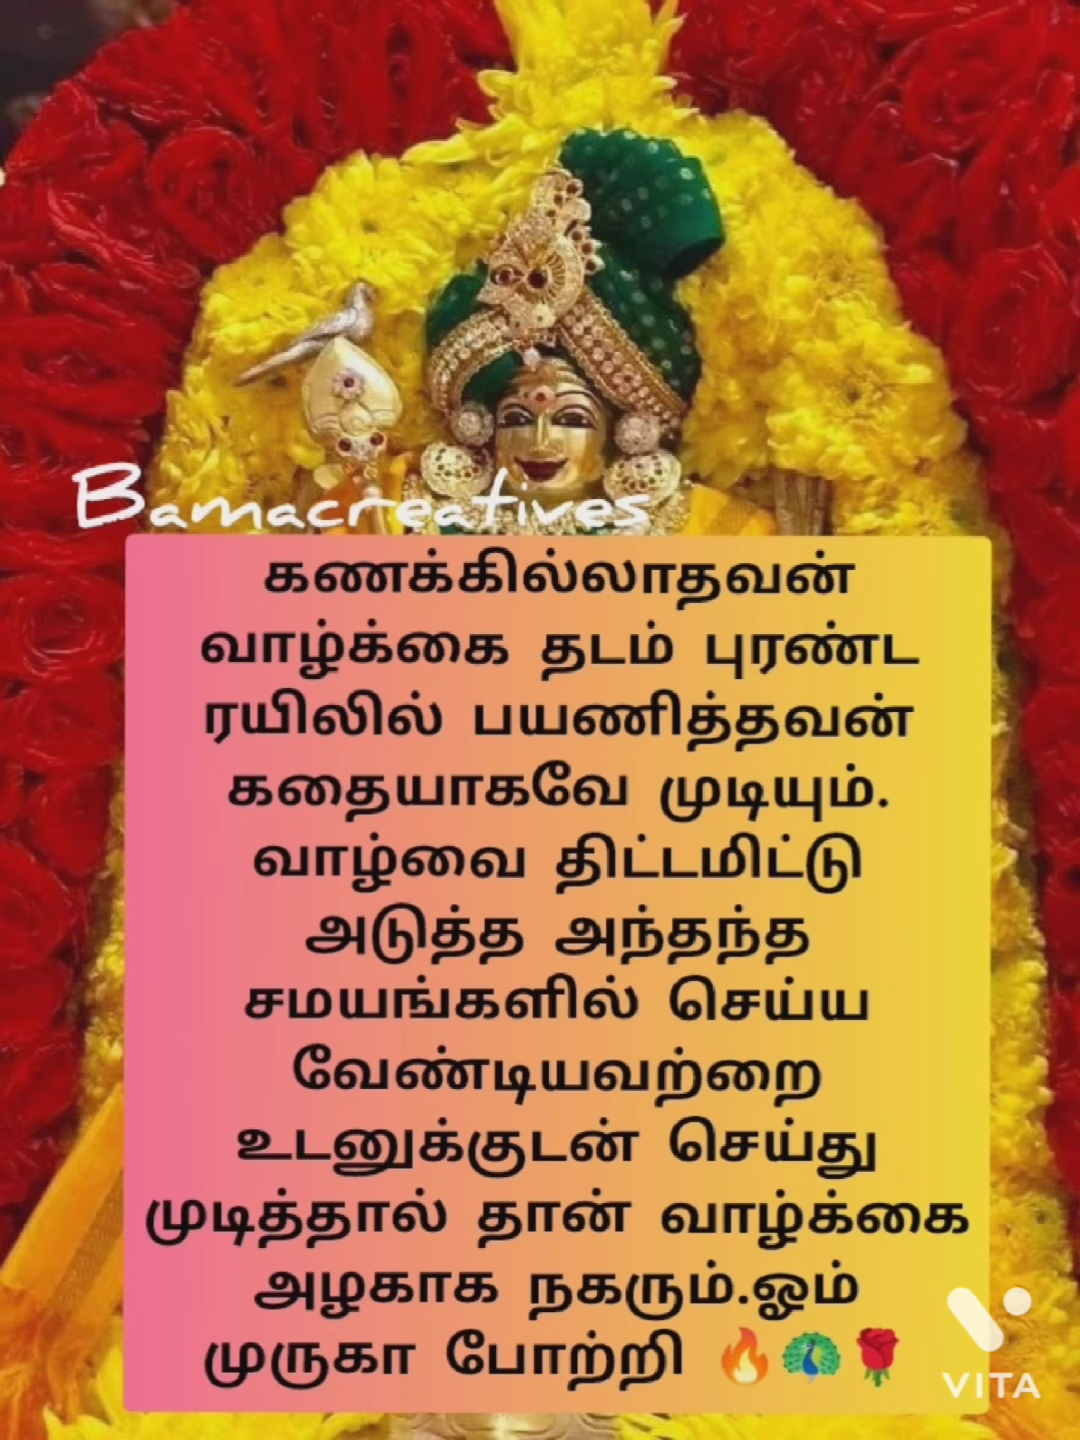 Bamacreatives
கணக்கில்லாதவன்
வாழ்க்கை தடம் புரண்ட
ரயிலில் பயணித்தவன்
கதையாகவே முடியும்.
வாழ்வை திட்டமிட்டு
அடுத்த அந்தந்த
சமயங்களில் செய்ய
வேண்டியவற்றை
உடனுக்குடன் செய்து
முடித்தால் தான் வாழ்க்கை
அழகாக நகரும்.ஓம்
முருகா போற்றி 🔥🦚🌹
VITA